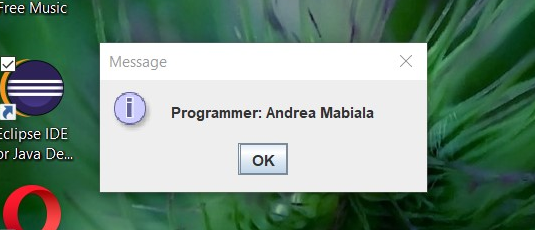 Free Music
Message
Programmer: Andrea Mabiala
OK
Eclipse IDE
or Java De...